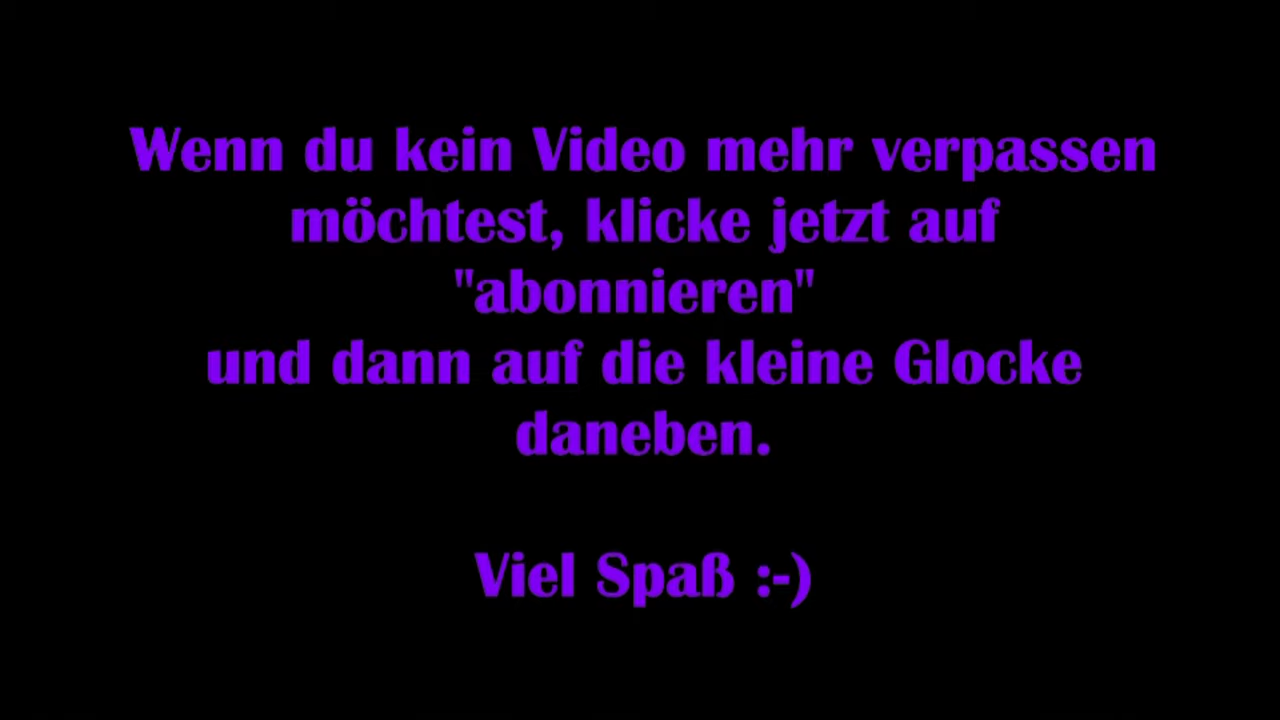 Wenn du kein Video mehr verpassen
möchtest, klicke jetzt auf
"abonnieren"
und dann auf die kleine Glocke
daneben.
Viel Spaß :-)